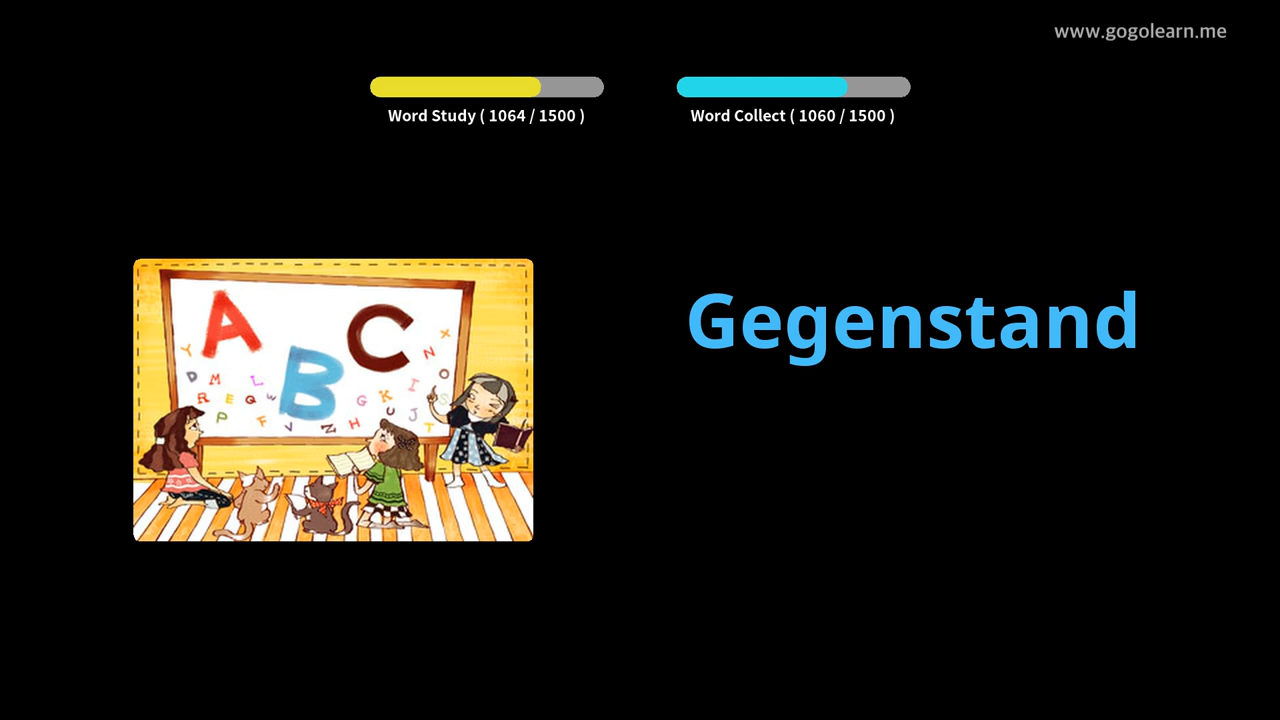 www.gogolearn.me
Word Study ( 1064 / 1500 )
Word Collect ( 1060 / 1500 )
Gegenstand
A
B
C
Y
D
M
L
R
E
Q
W
P
F
V
Z
H
G
K
U
J
I
N
X
O
S
T